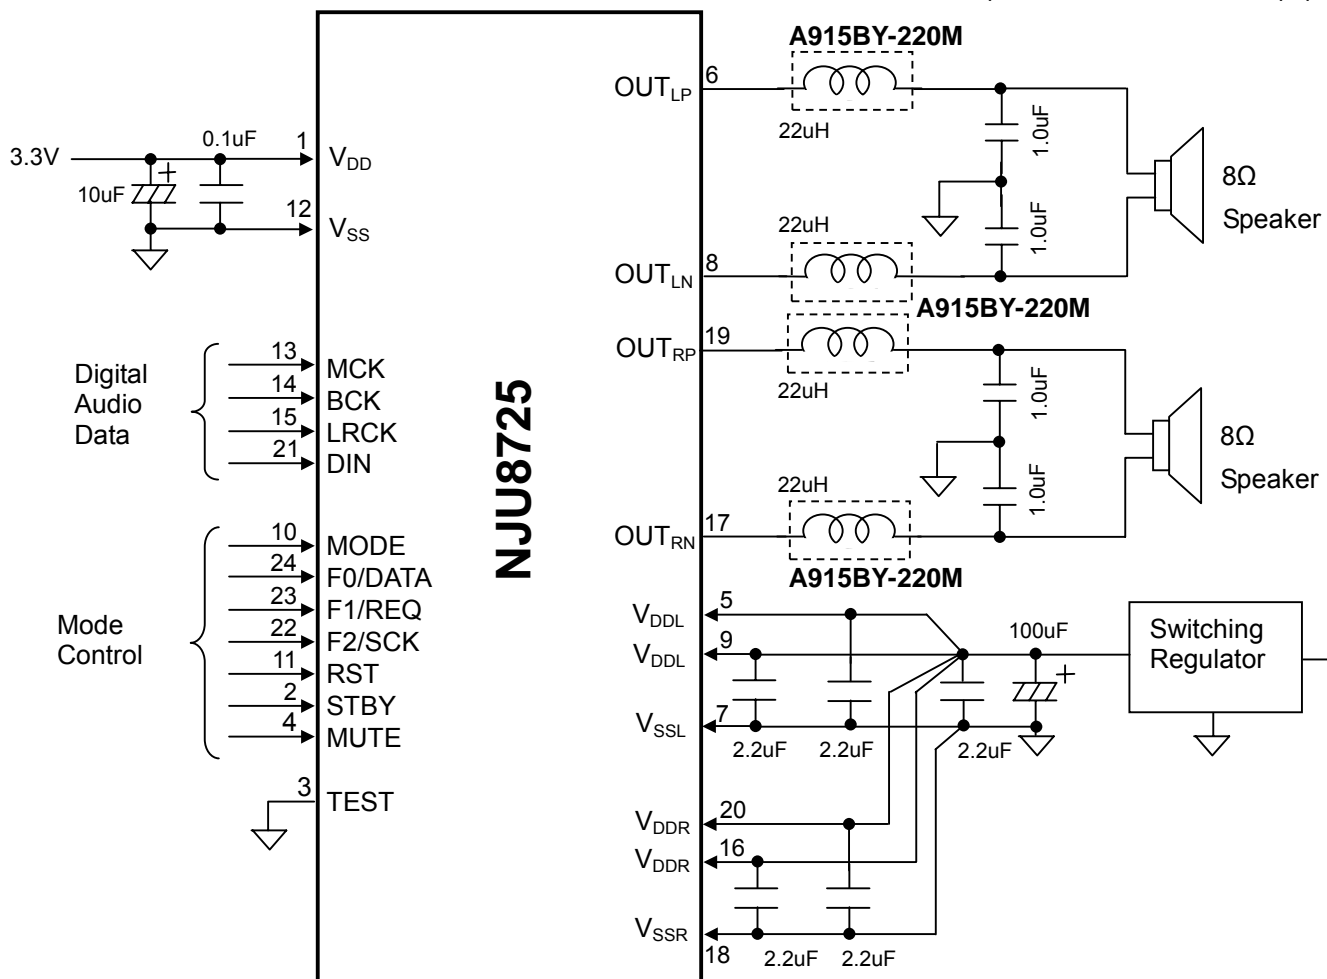 A915BY-220M
6
OUTLP
22uH
1.0uF
1.0uF
8Ω
Speaker
22uH
8
OUTLN
A915BY-220M
3.3V
0.1uF
10uF
1
VDD
12
VSS
Digital
Audio
Data
13
MCK
14
BCK
15
LRCK
21
DIN
NJU8725
19
OUTRP
22uH
1.0uF
1.0uF
8Ω
Speaker
22uH
17
OUTRN
A915BY-220M
Mode
Control
10
MODE
24
F0/DATA
23
F1/REQ
22
F2/SCK
11
RST
2
STBY
4
MUTE
3
TEST
VDDL
5
VDDL
9
VSSL
7
2.2uF
2.2uF
2.2uF
100uF
+
+
Switching
Regulator
VDDR
20
VDDR
16
VSSR
18
2.2uF
2.2uF